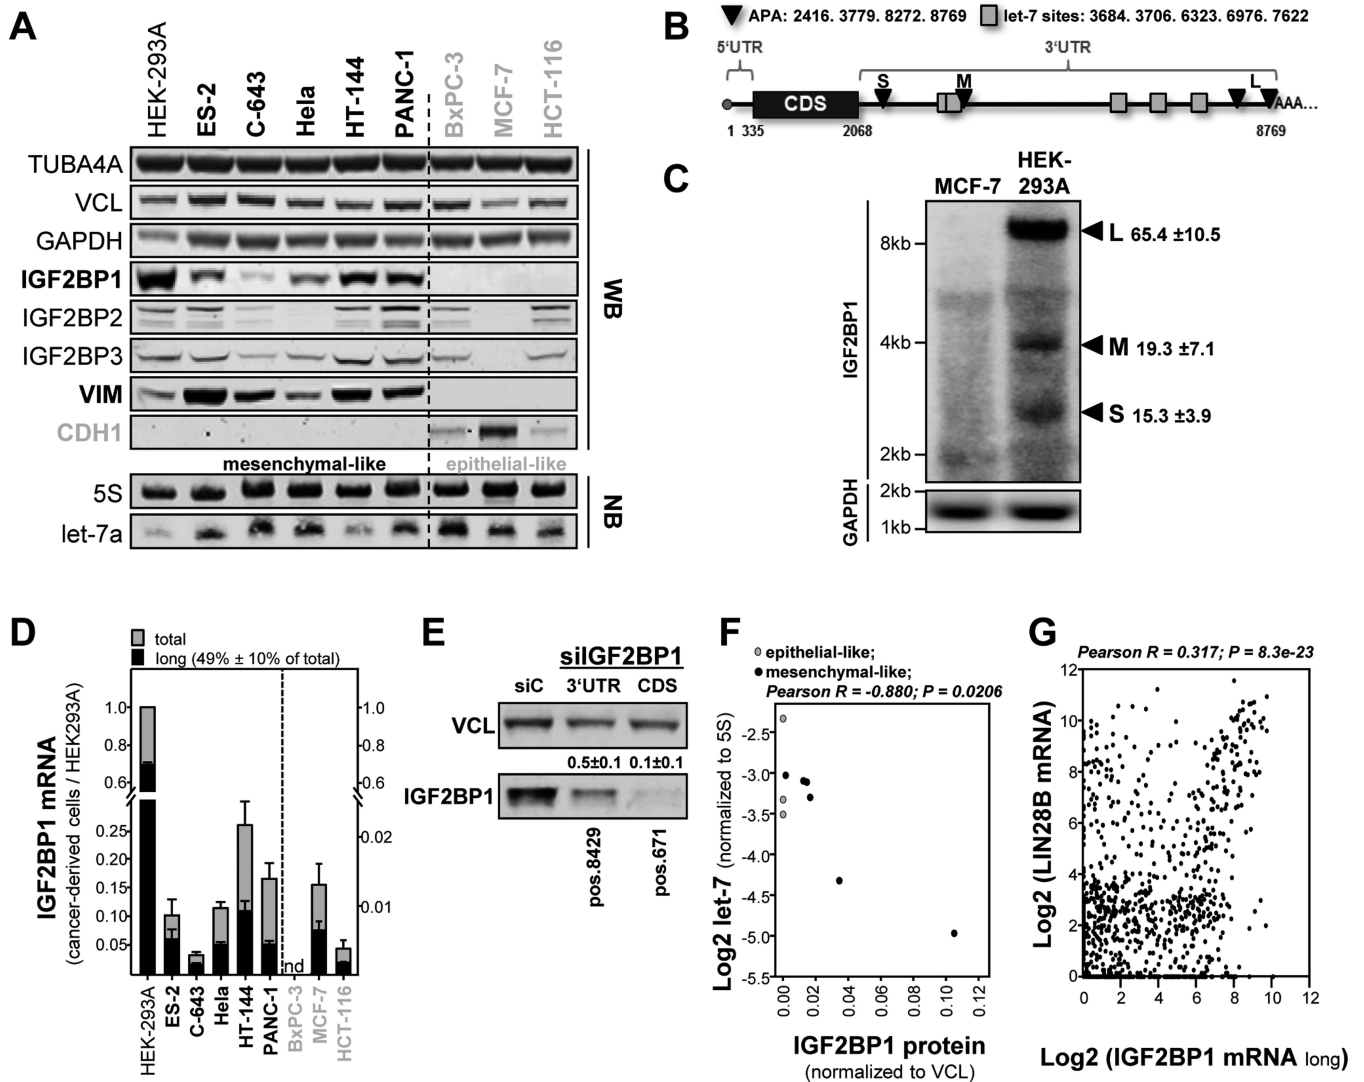 A
HEK-293A
ES-2
C-643
Hela
HT-144
PANC-1
BxPC-3
MCF-7
HCT-116
TUBA4A
VCL
GAPDH
IGF2BP1
IGF2BP2
IGF2BP3
VIM
CDH1
WB
mesenchymal-like epithelial-like
5S
let-7a
NB
B
APA: 2416. 3779. 8272. 8769 let-7 sites: 3684. 3706. 6323. 6976. 7622
5‘UTR 3‘UTR
S M L
CDS AAA...
1 335 2068 8769
C
MCF-7 HEK-293A
IGF2BP1
8kb
4kb
2kb
L 65.4 ±10.5
M 19.3 ±7.1
S 15.3 ±3.9
GAPDH
2kb
1kb
D
total
long (49% ± 10% of total)
IGF2BP1 mRNA
(cancer-derived cells / HEK293A)
1.0
0.8
0.6
0.25
0.20
0.15
0.10
0.05
1.0
0.8
0.6
0.02
0.01
nd
HEK-293A
ES-2
C-643
Hela
HT-144
PANC-1
BxPC-3
MCF-7
HCT-116
E
siIGF2BP1
siC 3‘UTR CDS
VCL
0.5±0.1 0.1±0.1
IGF2BP1
pos.8429
pos.671
F
epithelial-like;
mesenchymal-like;
Pearson R = -0.880; P = 0.0206
Log2 let-7 (normalized to 5S)
-2.5
-3.0
-3.5
-4.0
-4.5
-5.0
-5.5
0.00 0.02 0.04 0.06 0.08 0.10 0.12
IGF2BP1 protein
(normalized to VCL)
G
Pearson R = 0.317; P = 8.3e-23
Log2 (LIN28B mRNA)
12
10
8
6
4
2
0
0 2 4 6 8 10 12
Log2 (IGF2BP1 mRNA long)